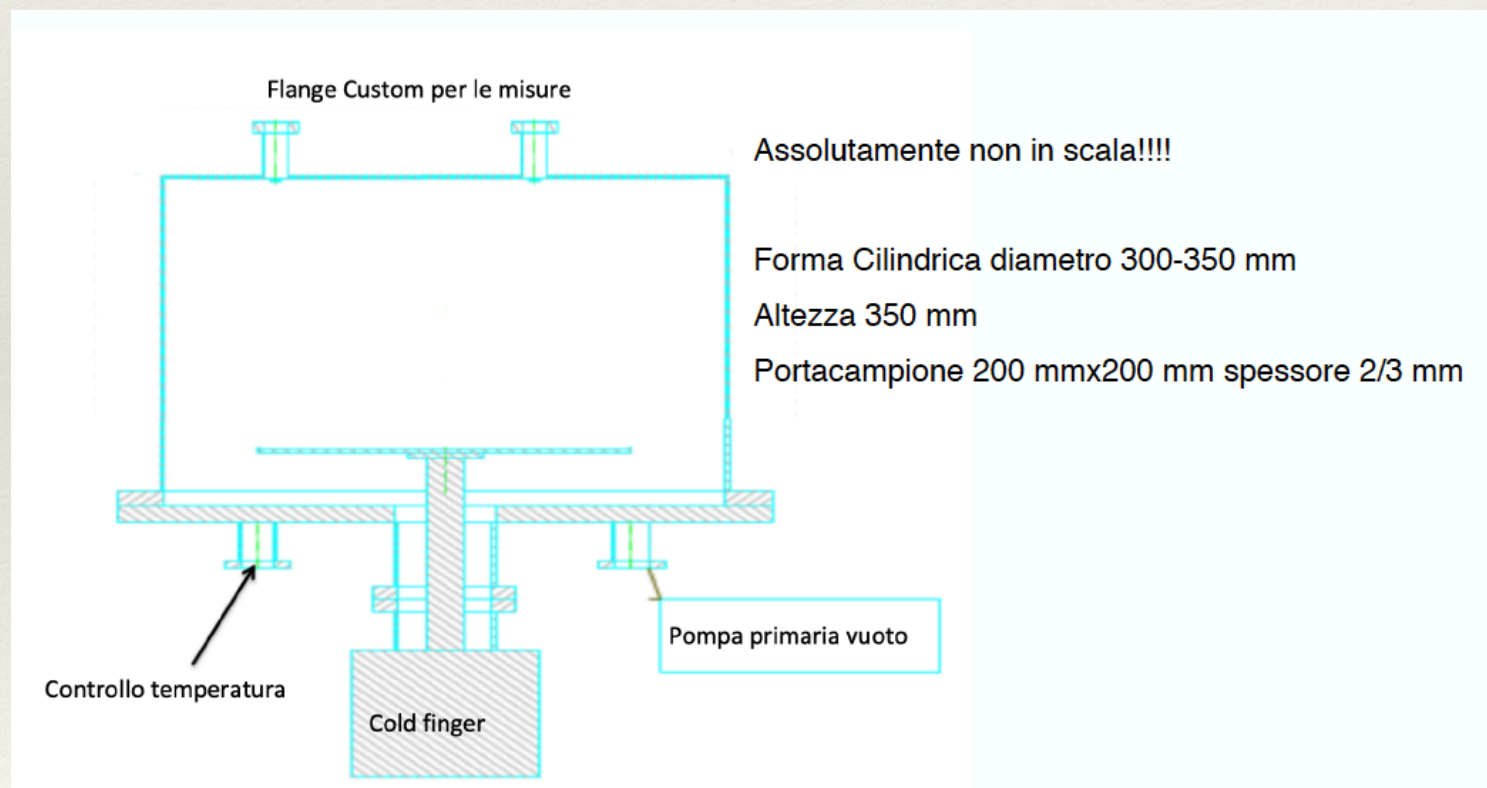 Flange Custom per le misure
Assolutamente non in scala!!!!
Forma Cilindrica diametro 300-350 mm
Altezza 350 mm
Portacampione 200 mmx200 mm spessore 2/3 mm
Pompa primaria vuoto
Controllo temperatura
Cold finger